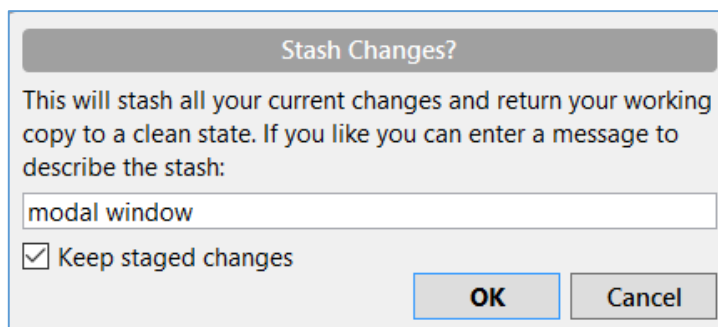 Stash Changes?
This will stash all your current changes and return your working
copy to a clean state. If you like you can enter a message to
describe the stash:
modal window
Keep staged changes
OK Cancel